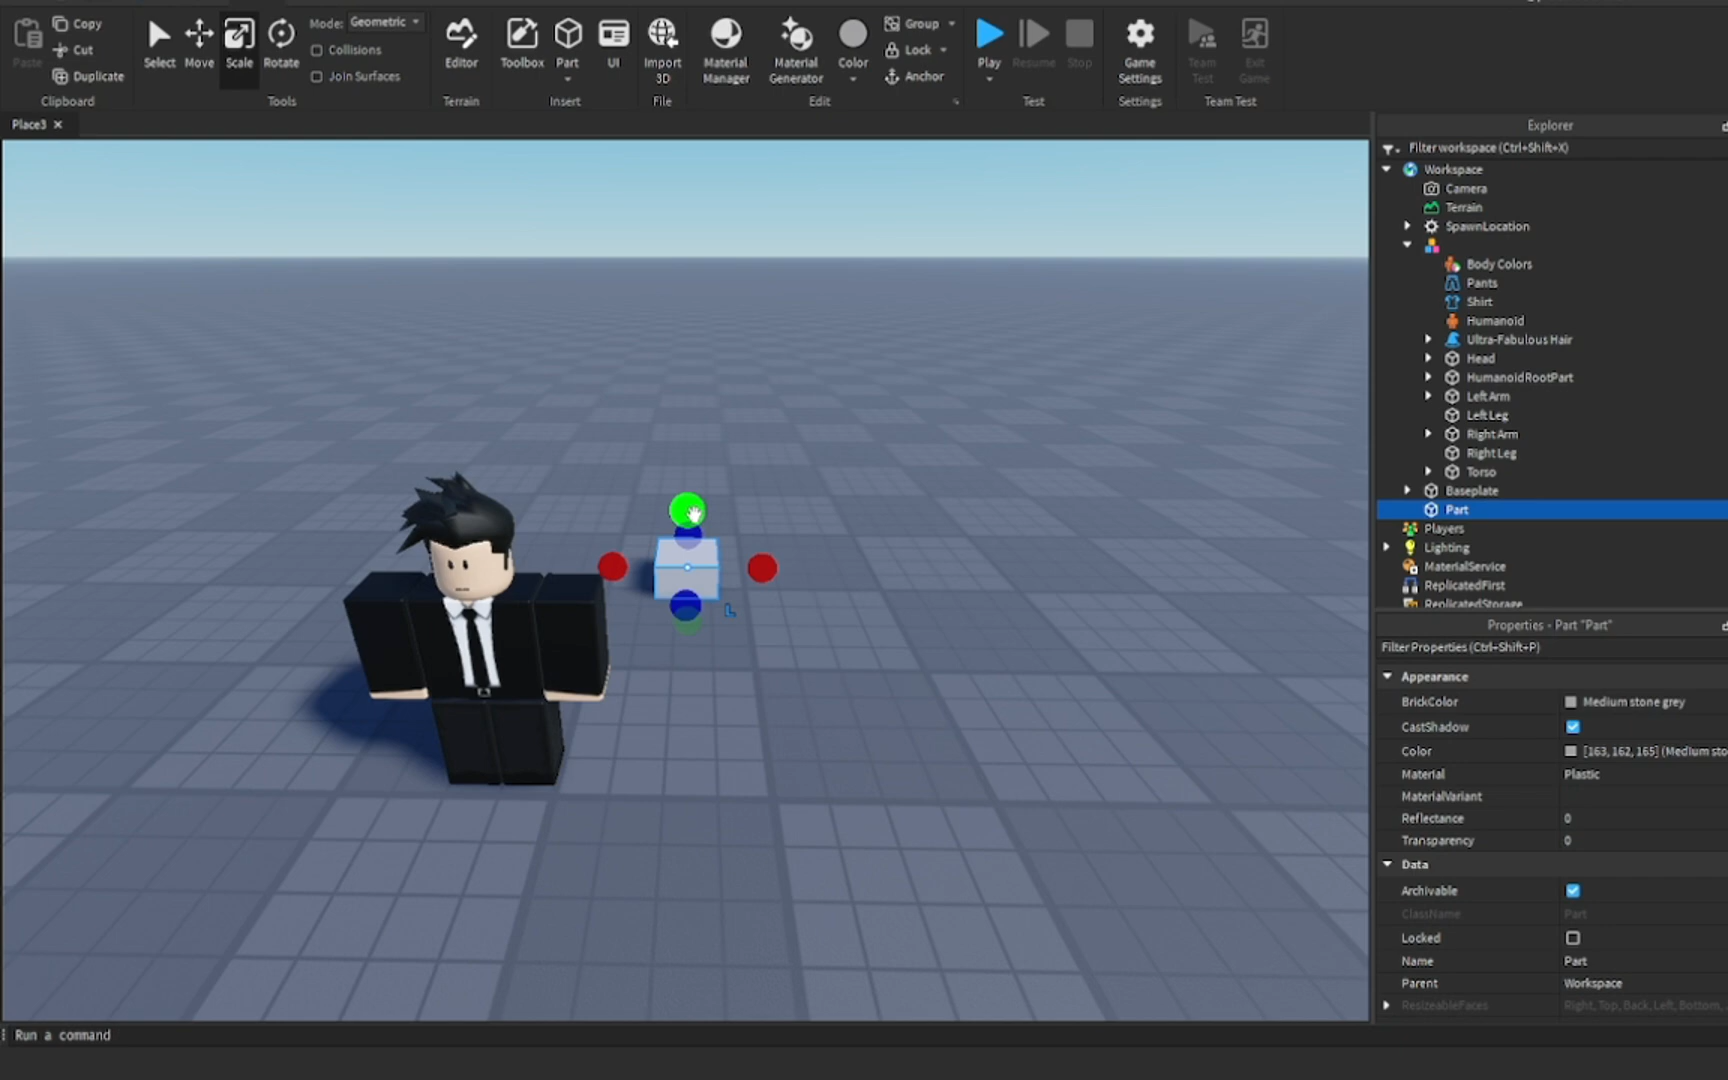 Copy
Cut
Duplicate
Paste
Clipboard
Select
Move
Scale
Rotate
Mode: Geometric
Collisions
Join Surfaces
Tools
Editor
Terrain
Toolbox
Part
UI
Insert
Import
3D
File
Material
Manager
Material
Generator
Color
Group
Lock
Anchor
Edit
Play
Resume
Stop
Test
Game
Settings
Settings
Team
Test
Exit
Game
Team Test
Place3
L
Explorer
Filter workspace (Ctrl+Shift+X)
Workspace
Camera
Terrain
SpawnLocation
Body Colors
Pants
Shirt
Humanoid
Ultra-Fabulous Hair
Head
HumanoidRootPart
Left Arm
Left Leg
Right Arm
Right Leg
Torso
Baseplate
Part
Players
Lighting
MaterialService
ReplicatedFirst
ReplicatedStorage
Properties - Part "Part"
Filter Properties (Ctrl+Shift+P)
Appearance
BrickColor Medium stone grey
CastShadow
Color [163, 162, 165] (Medium sto
Material Plastic
MaterialVariant
Reflectance 0
Transparency 0
Data
Archivable
ClassName Part
Locked
Name Part
Parent Workspace
ResizeableFaces Right, Top, Back, Left, Bottom,
Run a command